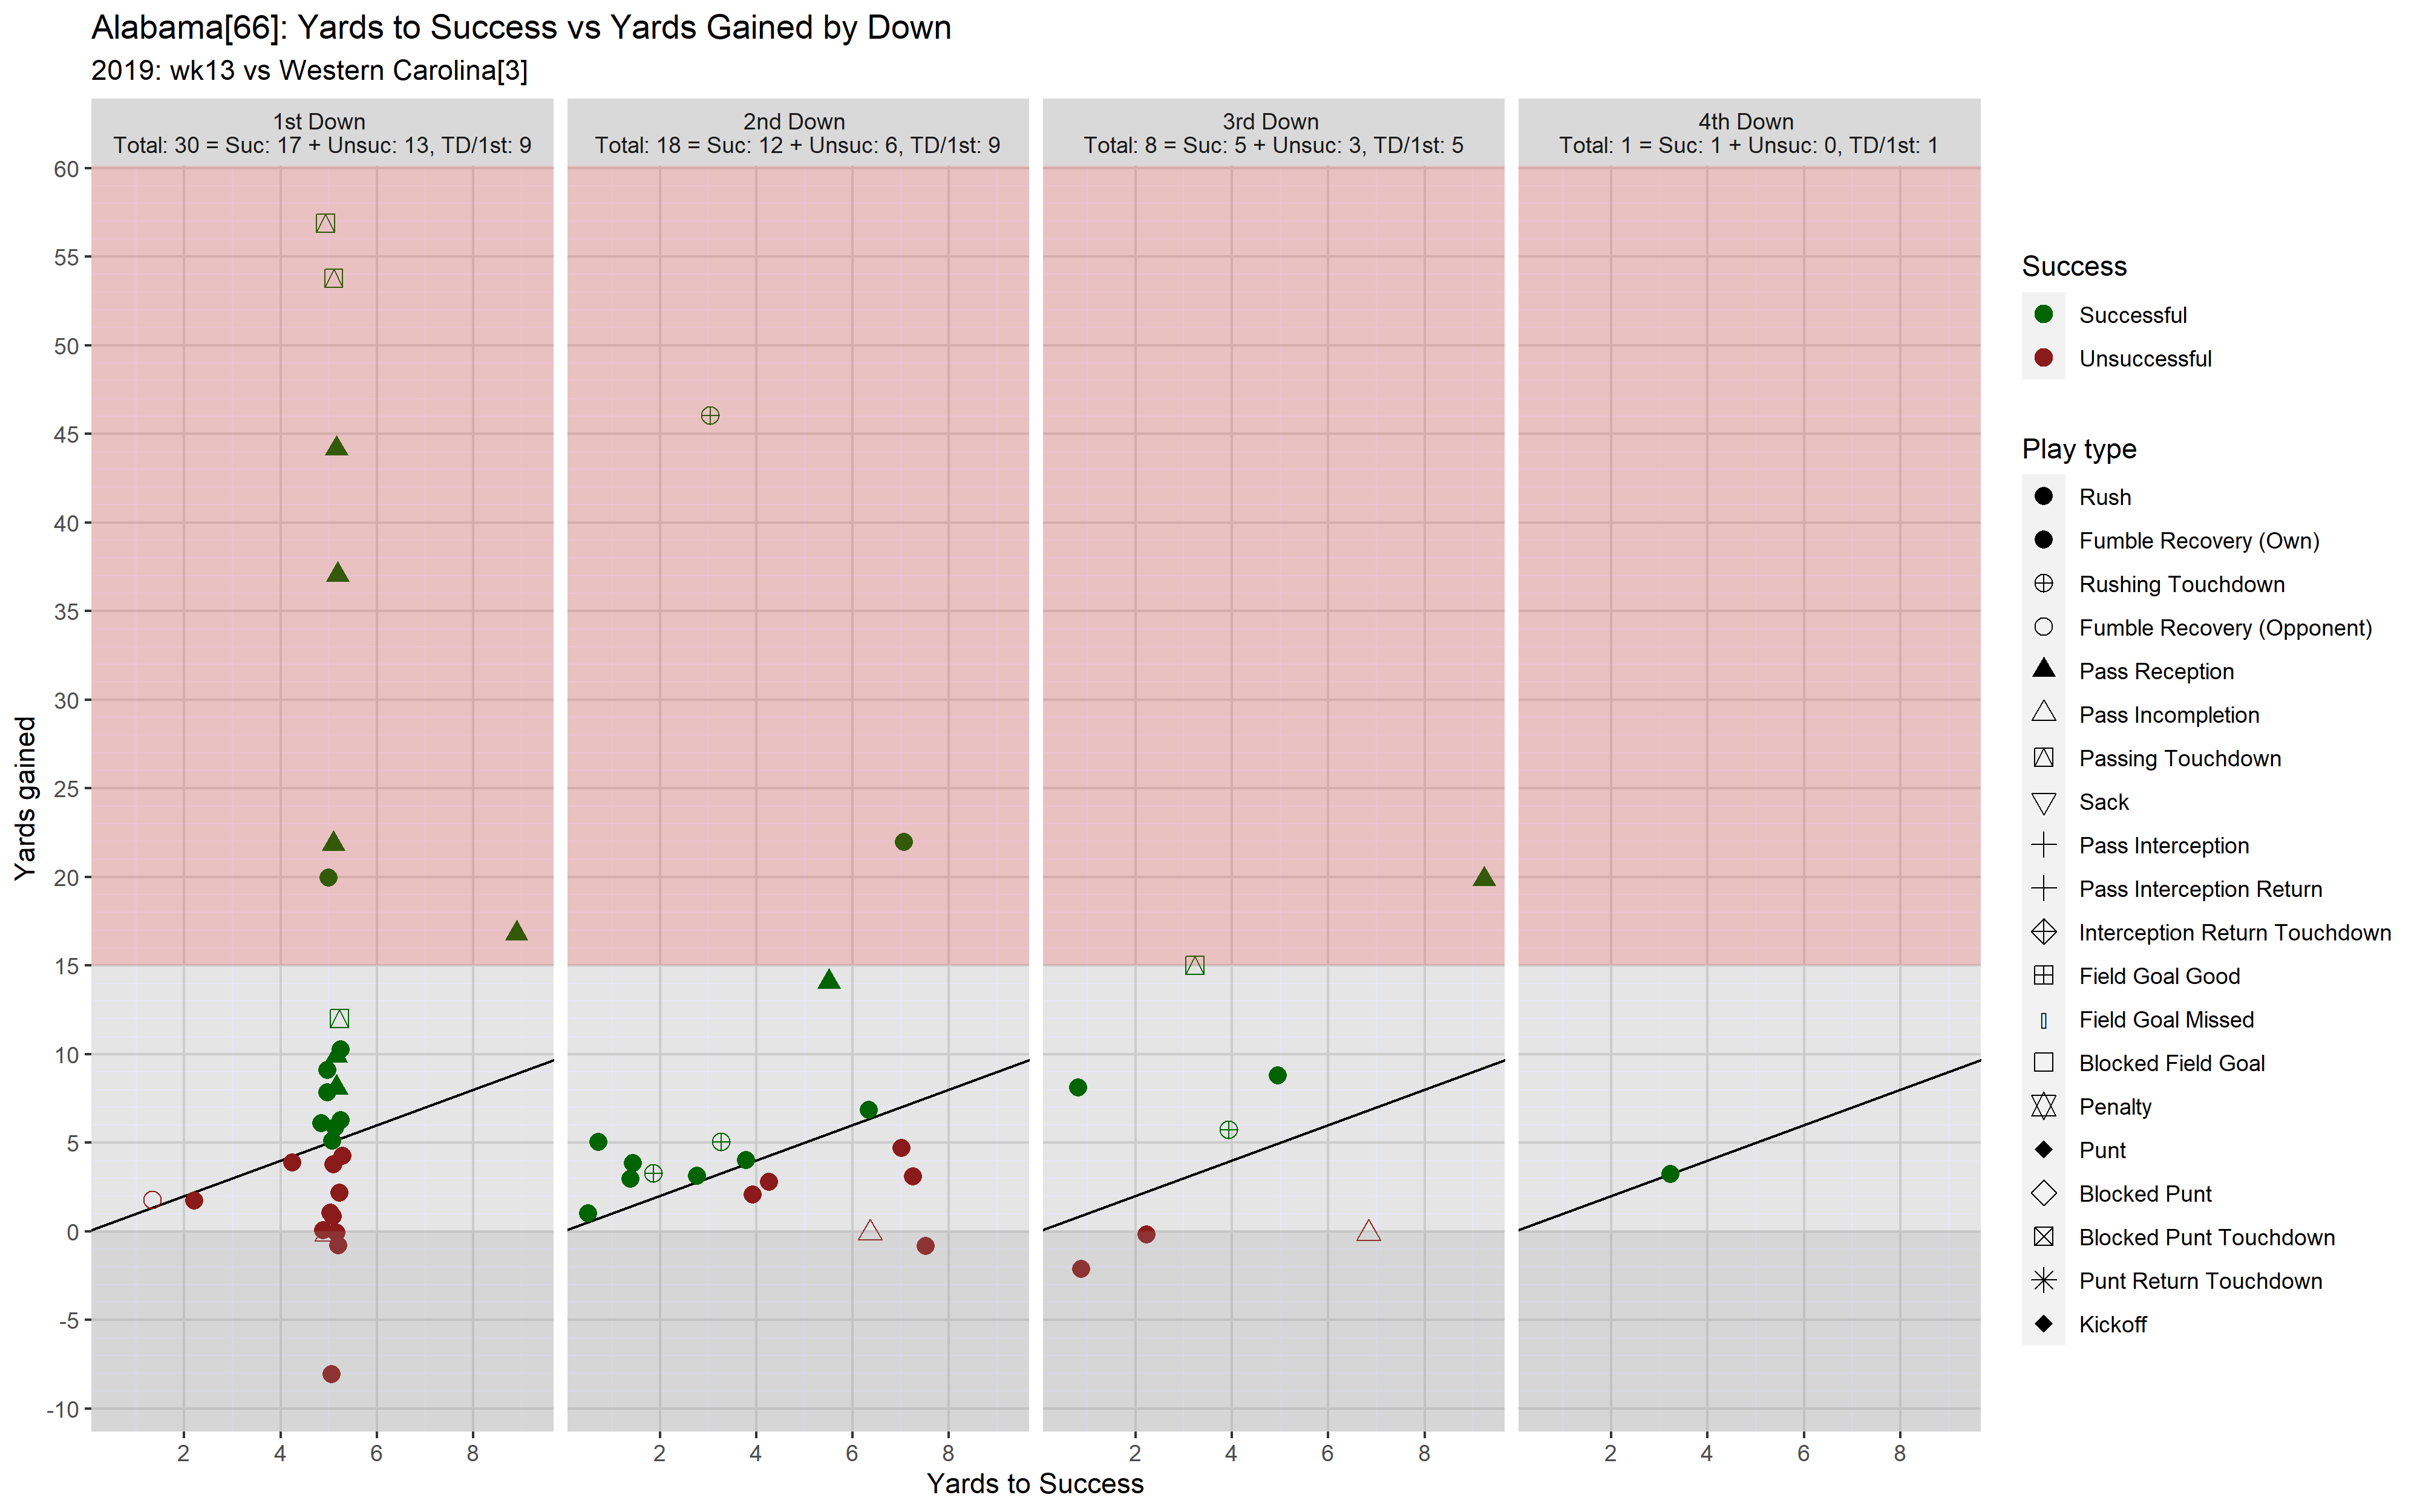 Alabama[66]: Yards to Success vs Yards Gained by Down
2019: wk13 vs Western Carolina[3]
1st Down
Total: 30 = Suc: 17 + Unsuc: 13, TD/1st: 9
2nd Down
Total: 18 = Suc: 12 + Unsuc: 6, TD/1st: 9
3rd Down
Total: 8 = Suc: 5 + Unsuc: 3, TD/1st: 5
4th Down
Total: 1 = Suc: 1 + Unsuc: 0, TD/1st: 1
Yards gained
60
55
50
45
40
35
30
25
20
15
10
5
0
-5
-10
2 4 6 8
2 4 6 8
2 4 6 8
2 4 6 8
Yards to Success
Success
Successful
Unsuccessful
Play type
Rush
Fumble Recovery (Own)
Rushing Touchdown
Fumble Recovery (Opponent)
Pass Reception
Pass Incompletion
Passing Touchdown
Sack
Pass Interception
Pass Interception Return
Interception Return Touchdown
Field Goal Good
Field Goal Missed
Blocked Field Goal
Penalty
Punt
Blocked Punt
Blocked Punt Touchdown
Punt Return Touchdown
Kickoff